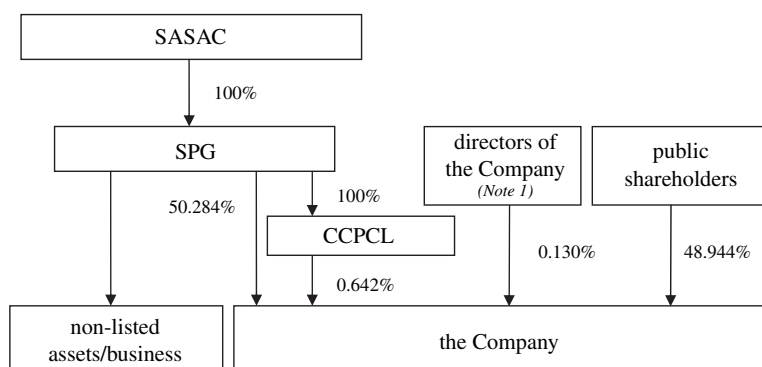 SASAC
100%
SPG
directors of
the Company
(Note 1)
public
shareholders
50.284%
100%
CCPCL
0.642%
0.130%
48.944%
non-listed
assets/business
the Company